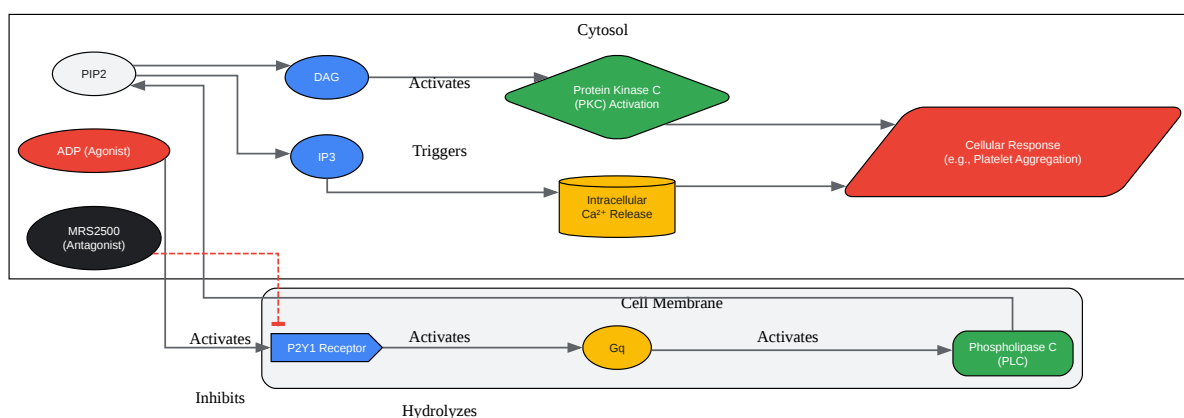 Cytosol
PIP2
DAG
Activates
Protein Kinase C
(PKC) Activation
ADP (Agonist)
IP3
Triggers
Cellular Response
(e.g., Platelet Aggregation)
Intracellular
Ca²⁺ Release
MRS2500
(Antagonist)
Cell Membrane
Activates
P2Y1 Receptor
Activates
Gq
Activates
Phospholipase C
(PLC)
Inhibits
Hydrolyzes